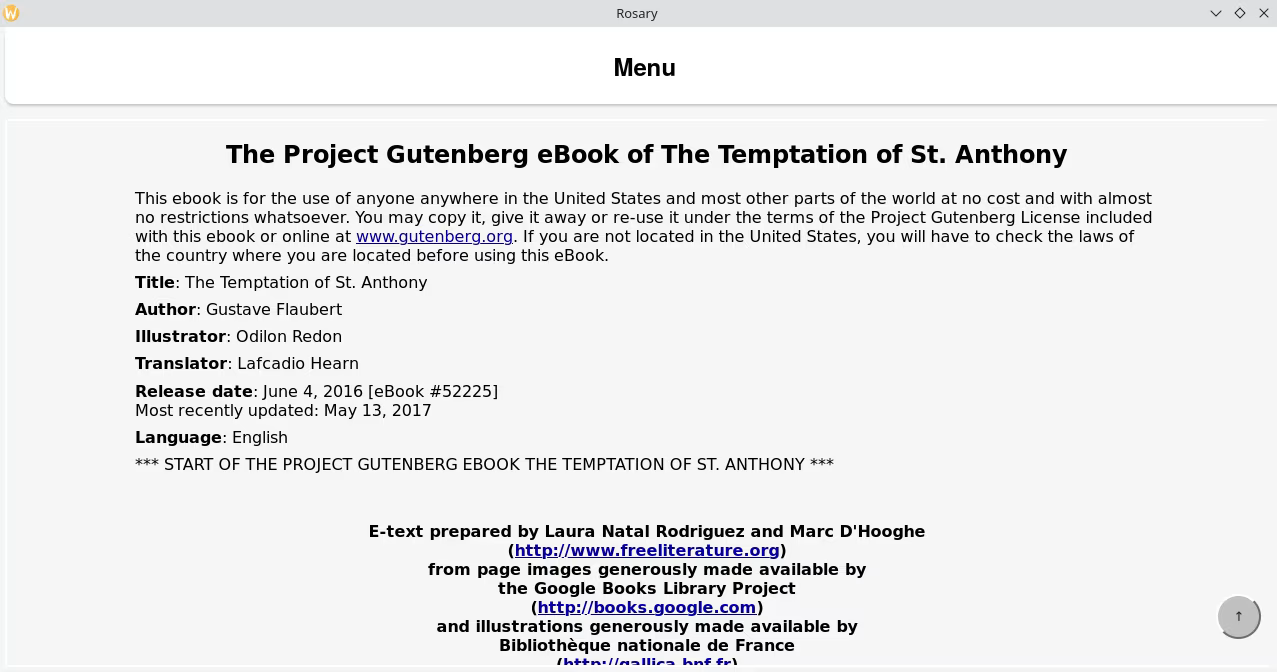 Rosary
Menu
The Project Gutenberg eBook of The Temptation of St. Anthony
This ebook is for the use of anyone anywhere in the United States and most other parts of the world at no cost and with almost
no restrictions whatsoever. You may copy it, give it away or re-use it under the terms of the Project Gutenberg License included
with this ebook or online at www.gutenberg.org. If you are not located in the United States, you will have to check the laws of
the country where you are located before using this eBook.
Title: The Temptation of St. Anthony
Author: Gustave Flaubert
Illustrator: Odilon Redon
Translator: Lafcadio Hearn
Release date: June 4, 2016 [eBook #52225]
Most recently updated: May 13, 2017
Language: English
*** START OF THE PROJECT GUTENBERG EBOOK THE TEMPTATION OF ST. ANTHONY ***
E-text prepared by Laura Natal Rodriguez and Marc D'Hooghe
(http://www.freeliterature.org)
from page images generously made available by
the Google Books Library Project
(http://books.google.com)
and illustrations generously made available by
Bibliothèque nationale de France
(http://gallica.bnf.fr)
↑